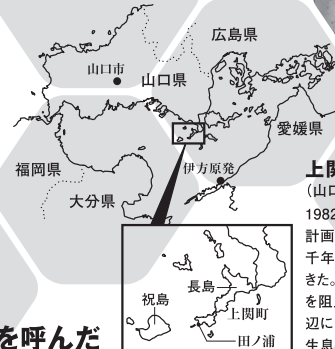 広島県
山口市
山口県
愛媛県
伊方原発
福岡県
大分県
長島
祝島
上関町
田ノ浦
上関
(山口
1982
計画
千年
きた。
を阻
辺に
生息
を呼んだ